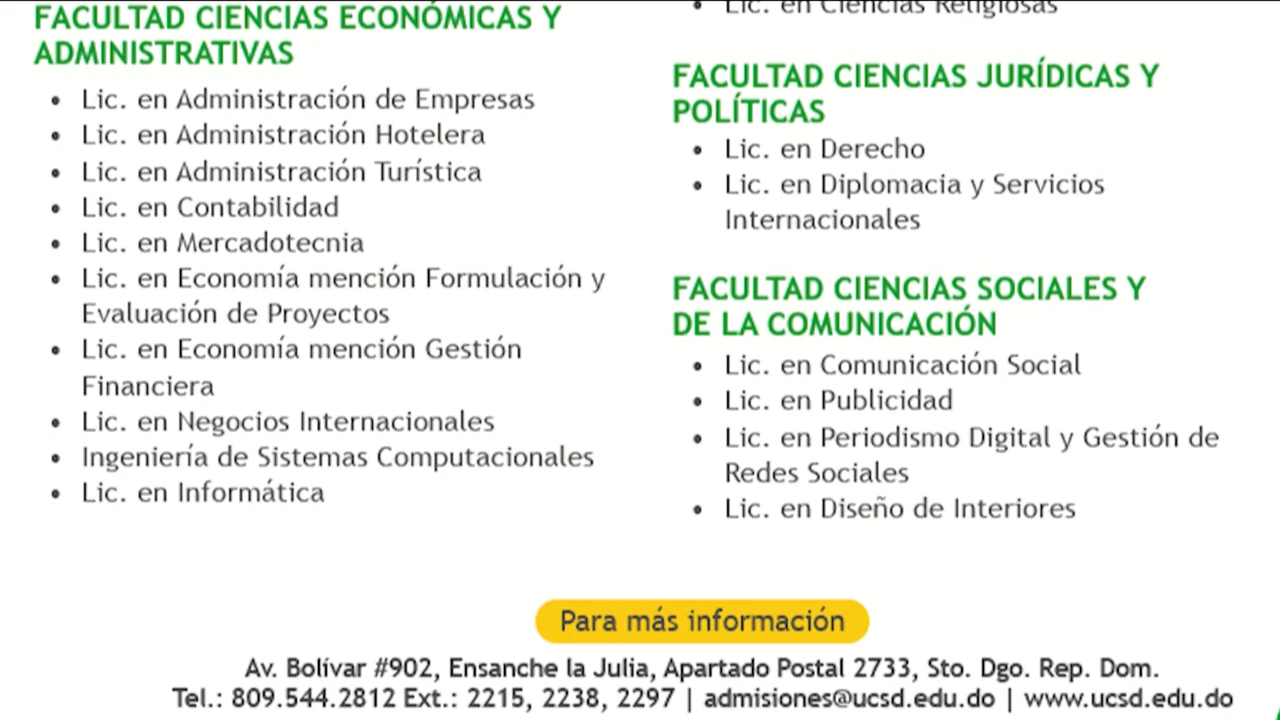 FACULTAD CIENCIAS ECONÓMICAS Y
ADMINISTRATIVAS
• Lic. en Administración de Empresas
• Lic. en Administración Hotelera
• Lic. en Administración Turística
• Lic. en Contabilidad
• Lic. en Mercadotecnia
• Lic. en Economía mención Formulación y
Evaluación de Proyectos
• Lic. en Economía mención Gestión
Financiera
• Lic. en Negocios Internacionales
• Ingeniería de Sistemas Computacionales
• Lic. en Informática
• Lic. en Ciencias Religiosas
FACULTAD CIENCIAS JURÍDICAS Y
POLÍTICAS
• Lic. en Derecho
• Lic. en Diplomacia y Servicios
Internacionales
FACULTAD CIENCIAS SOCIALES Y
DE LA COMUNICACIÓN
• Lic. en Comunicación Social
• Lic. en Publicidad
• Lic. en Periodismo Digital y Gestión de
Redes Sociales
• Lic. en Diseño de Interiores
Para más información
Av. Bolívar #902, Ensanche la Julia, Apartado Postal 2733, Sto. Dgo. Rep. Dom.
Tel.: 809.544.2812 Ext.: 2215, 2238, 2297 | admisiones@ucsd.edu.do | www.ucsd.edu.do